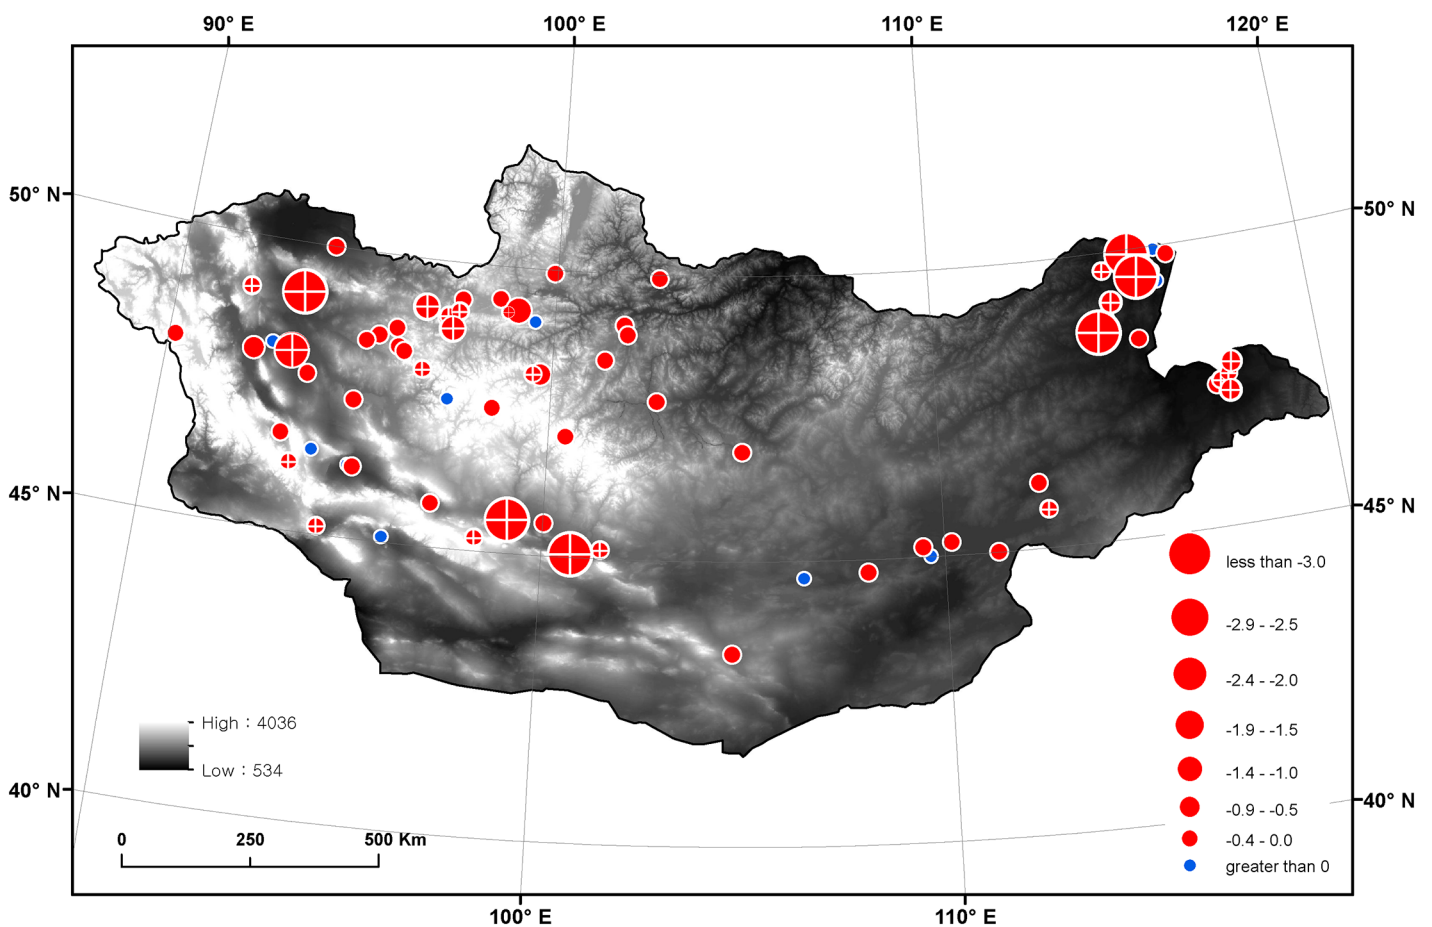 90° E 100° E 110° E 120° E
50° N 50° N
45° N 45° N
less than -3.0
-2.9 - -2.5
-2.4 - -2.0
High : 4036
-1.9 - -1.5
Low : 534
-1.4 - -1.0
40° N 40° N
-0.9 - -0.5
0 250 500 Km
-0.4 - 0.0
greater than 0
100° E 110° E